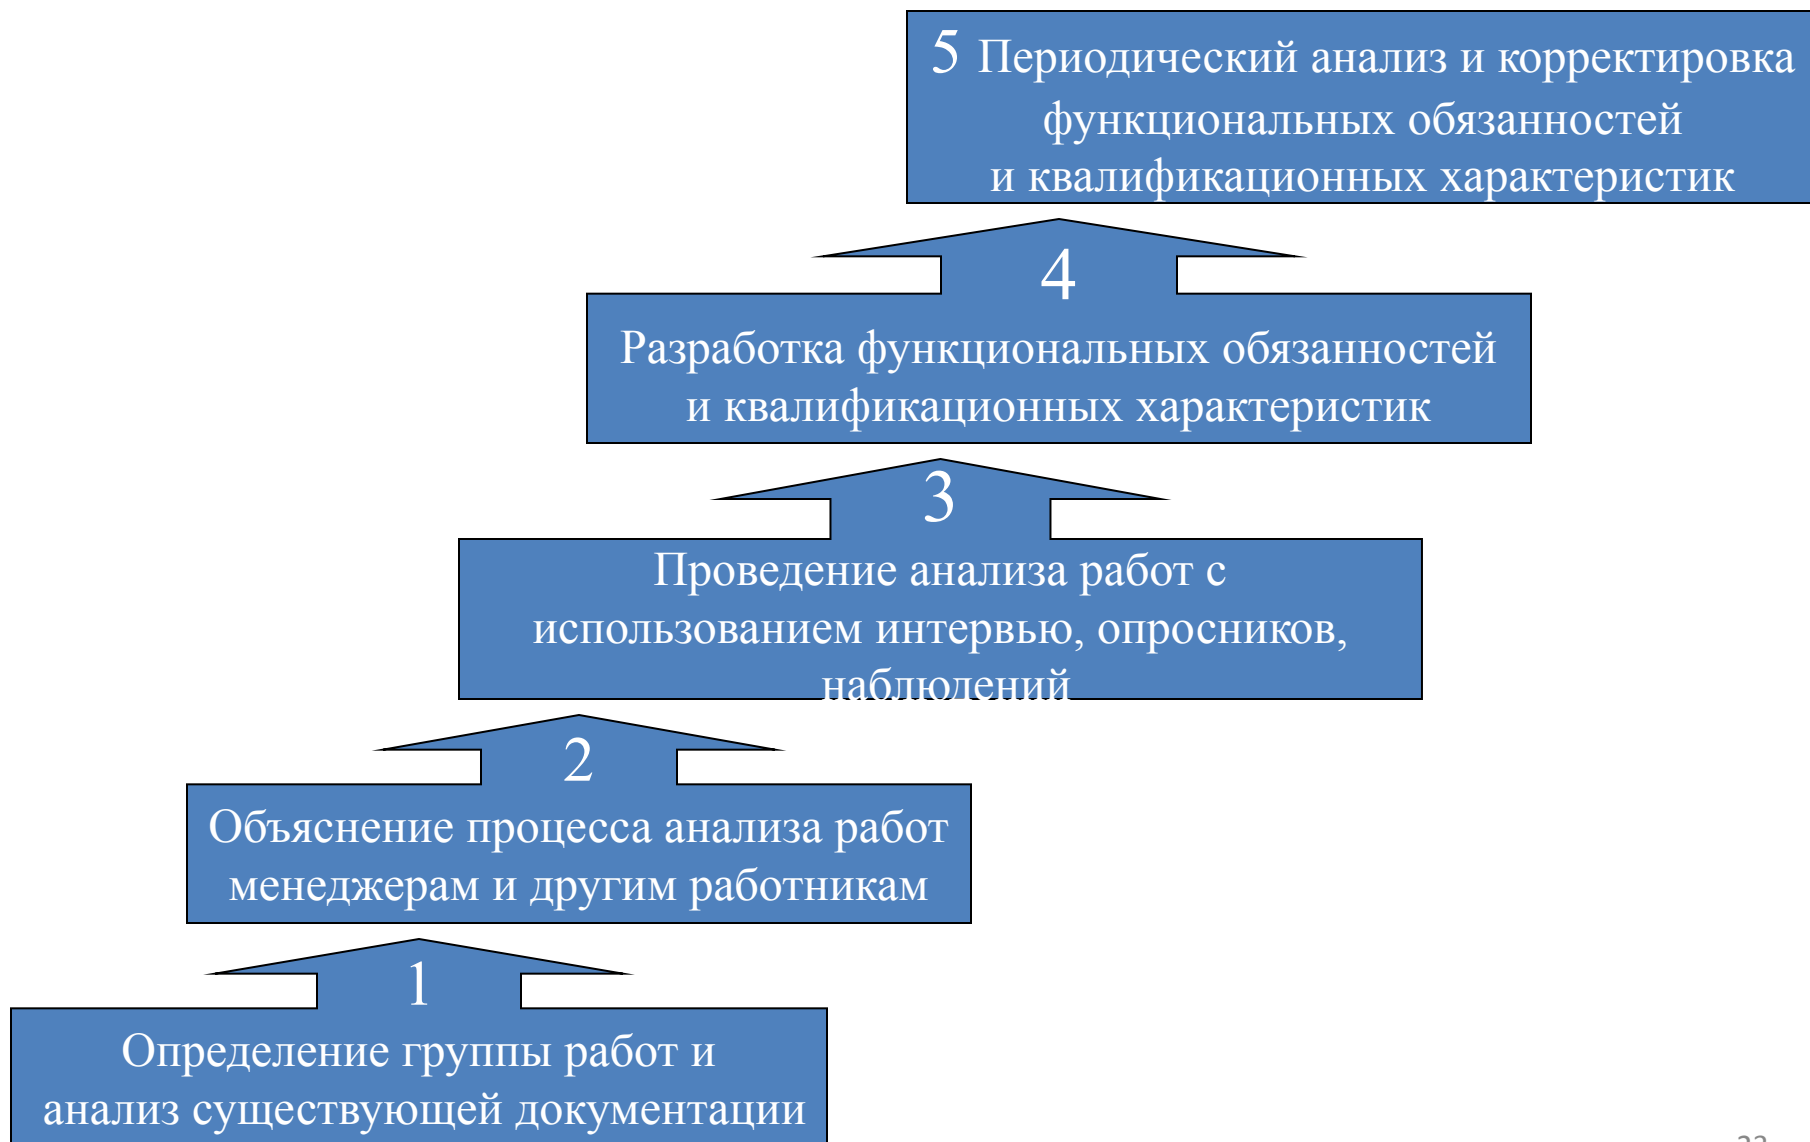 5 Периодический анализ и корректировка
функциональных обязанностей
и квалификационных характеристик
4
Разработка функциональных обязанностей
и квалификационных характеристик
3
Проведение анализа работ с
использованием интервью, опросников,
наблюдений
2
Объяснение процесса анализа работ
менеджерам и другим работникам
1
Определение группы работ и
анализ существующей документации